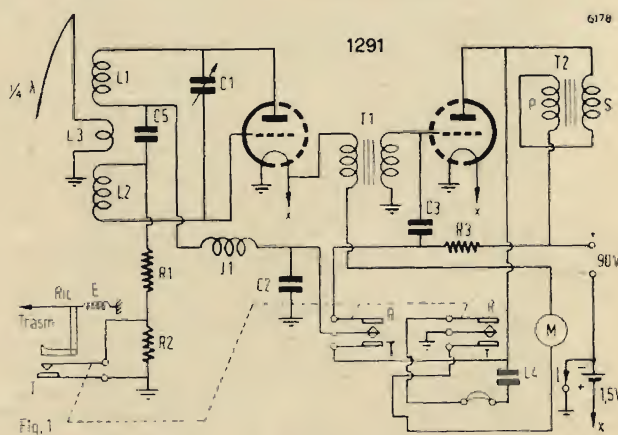 6178
1291
1/4 λ
L1
C1
C5
L3
L2
T1
T2
P
S
x
x
C3
R3
+
90V
-
R1
J1
C2
Ric
E
Trasm
R2
T
R
T
R
T
L4
M
I
-
+
1,5V
x
Fig. 1